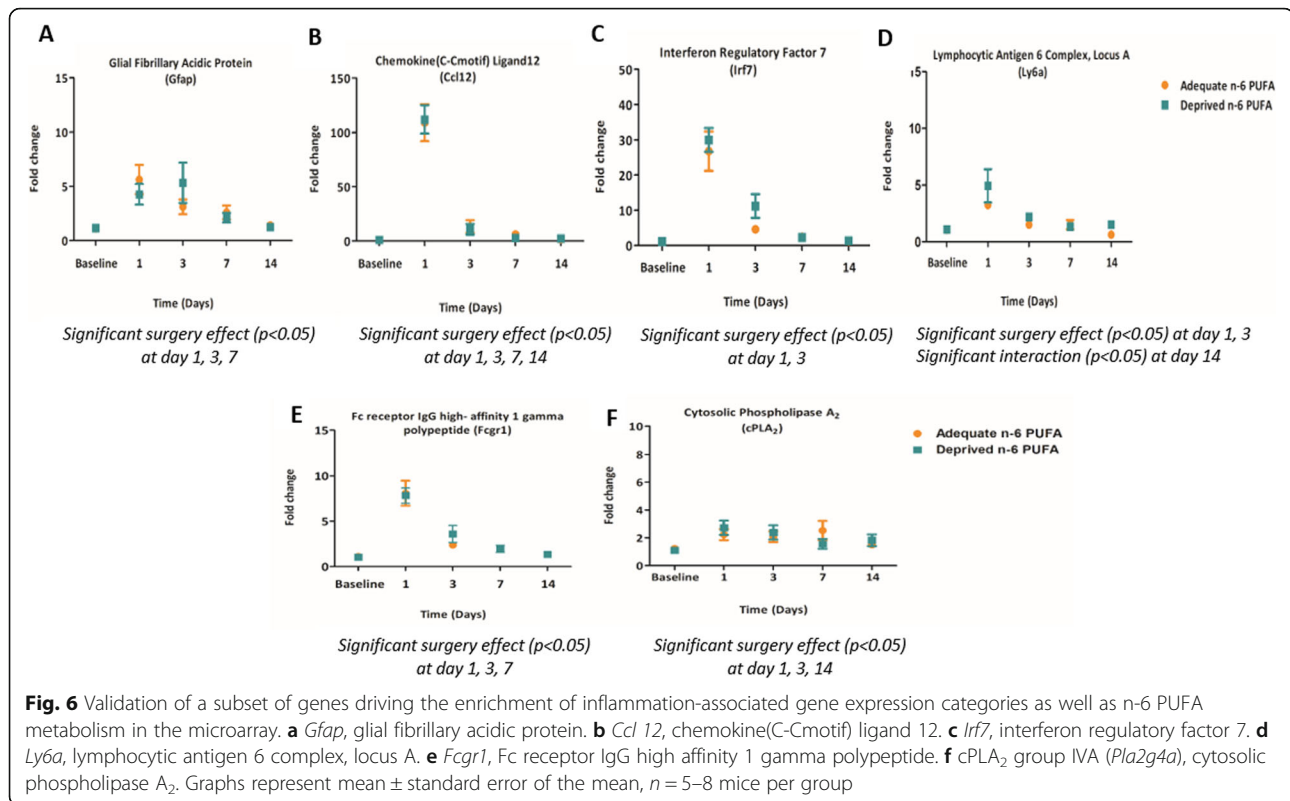 A
Glial Fibrillary Acidic Protein
(Gfap)
Fold change
15
10
5
0
Baseline 1 3 7 14
Time (Days)
Significant surgery effect (p<0.05)
at day 1, 3, 7
B
Chemokine(C-Cmotif) Ligand12
(Ccl12)
Fold change
150
100
50
0
Baseline 1 3 7 14
Time (Days)
Significant surgery effect (p<0.05)
at day 1, 3, 7, 14
C
Interferon Regulatory Factor 7
(Irf7)
Fold change
50
40
30
20
10
0
Baseline 1 3 7 14
Time (Days)
Significant surgery effect (p<0.05)
at day 1, 3
D
Lymphocytic Antigen 6 Complex, Locus A
(Ly6a)
Fold change
15
10
5
0
Baseline 1 3 7 14
Time (Days)
Adequate n-6 PUFA
Deprived n-6 PUFA
Significant surgery effect (p<0.05) at day 1, 3
Significant interaction (p<0.05) at day 14
E
Fc receptor IgG high- affinity 1 gamma
polypeptide (Fcgr1)
Fold change
15
10
5
0
Baseline 1 3 7 14
Time (Days)
Significant surgery effect (p<0.05)
at day 1, 3, 7
F
Cytosolic Phospholipase A₂
(cPLA₂)
Fold change
10
8
6
4
2
0
Baseline 1 3 7 14
Time (Days)
Adequate n-6 PUFA
Deprived n-6 PUFA
Significant surgery effect (p<0.05)
at day 1, 3, 14
Fig. 6 Validation of a subset of genes driving the enrichment of inflammation-associated gene expression categories as well as n-6 PUFA
metabolism in the microarray. a Gfap, glial fibrillary acidic protein. b Ccl 12, chemokine(C-Cmotif) ligand 12. c Irf7, interferon regulatory factor 7. d
Ly6a, lymphocytic antigen 6 complex, locus A. e Fcgr1, Fc receptor IgG high affinity 1 gamma polypeptide. f cPLA₂ group IVA (Pla2g4a), cytosolic
phospholipase A₂. Graphs represent mean ± standard error of the mean, n = 5–8 mice per group